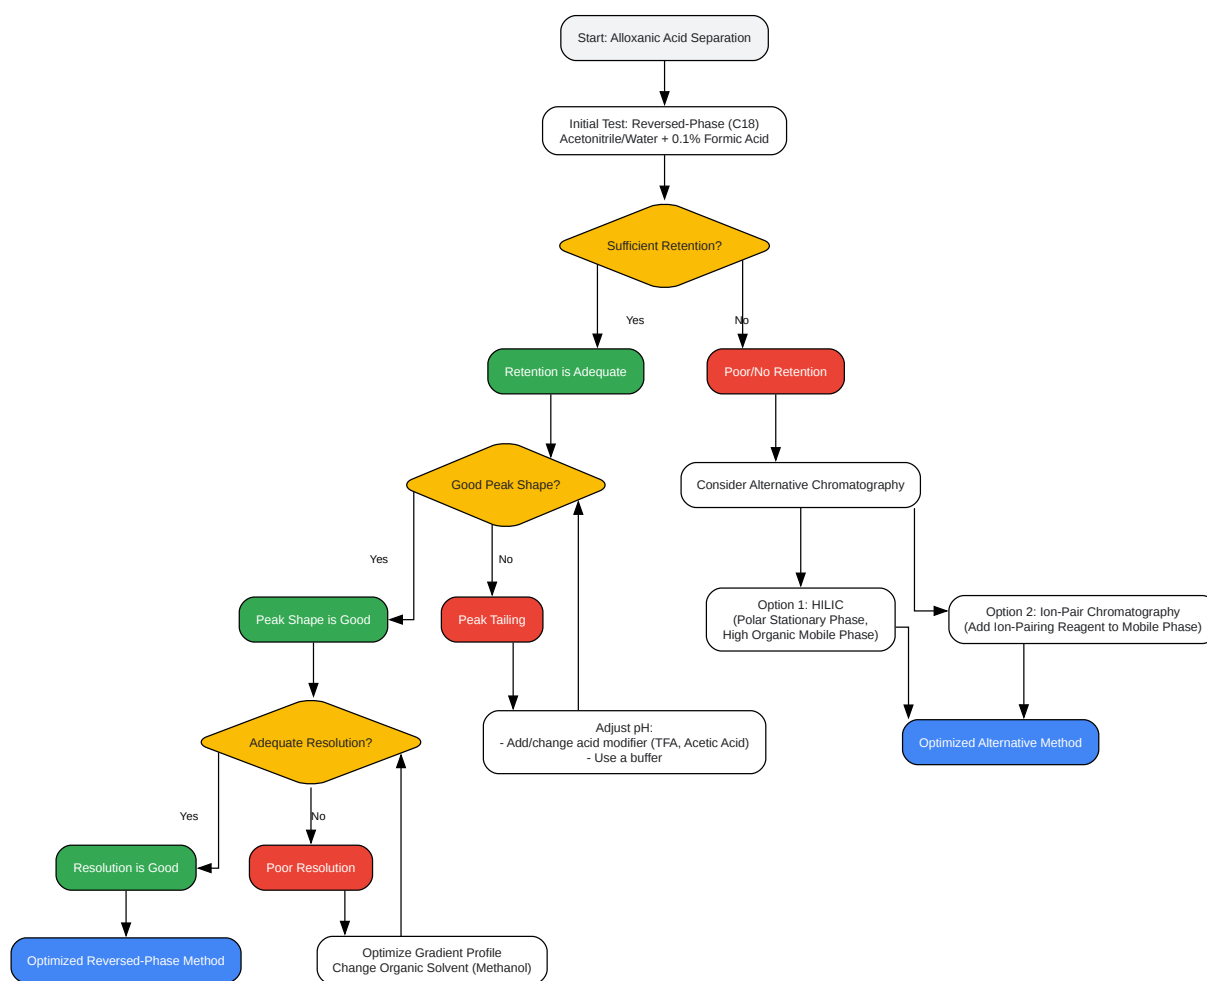 Start: Alloxanic Acid Separation
Initial Test: Reversed-Phase (C18)
Acetonitrile/Water + 0.1% Formic Acid
Sufficient Retention?
Yes
No
Retention is Adequate
Poor/No Retention
Good Peak Shape?
Consider Alternative Chromatography
Yes
No
Peak Shape is Good
Peak Tailing
Option 1: HILIC
(Polar Stationary Phase,
High Organic Mobile Phase)
Option 2: Ion-Pair Chromatography
(Add Ion-Pairing Reagent to Mobile Phase)
Adequate Resolution?
Adjust pH:
- Add/change acid modifier (TFA, Acetic Acid)
- Use a buffer
Optimized Alternative Method
Yes
No
Resolution is Good
Poor Resolution
Optimized Reversed-Phase Method
Optimize Gradient Profile
Change Organic Solvent (Methanol)